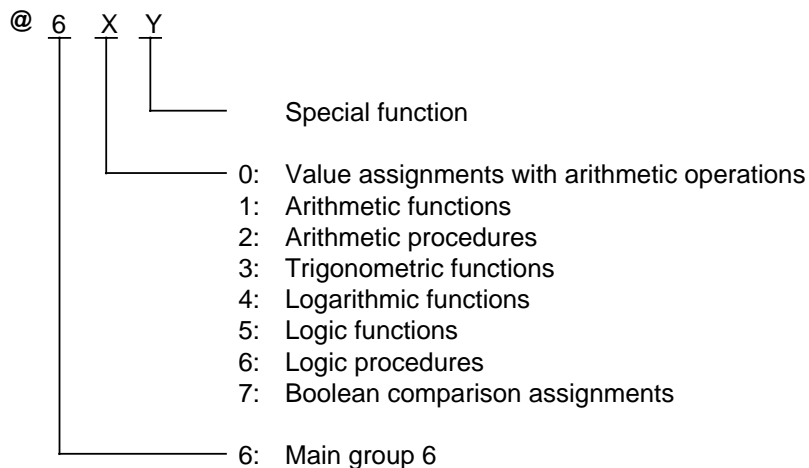 @ 6 X Y
Special function
0: Value assignments with arithmetic operations
1: Arithmetic functions
2: Arithmetic procedures
3: Trigonometric functions
4: Logarithmic functions
5: Logic functions
6: Logic procedures
7: Boolean comparison assignments
6: Main group 6